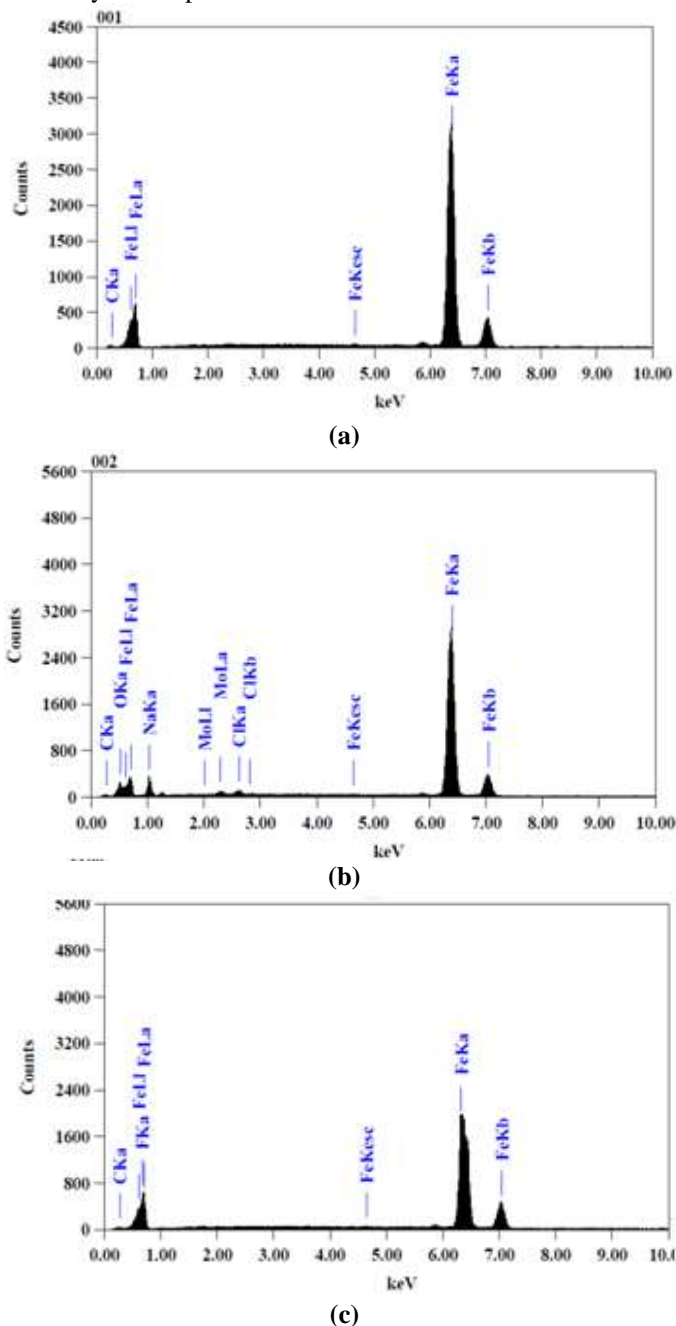 001
4500
4000
3500
3000
2500
2000
1500
1000
500
0
Counts
CKa
FeLl
FeLa
FeKesc
FeKa
FeKb
0.00 1.00 2.00 3.00 4.00 5.00 6.00 7.00 8.00 9.00 10.00
keV
(a)
002
5600
4800
4000
3200
2400
1600
800
0
Counts
CKa
OKa
FeLl
FeLa
NaKa
MoLl
MoLa
ClKa
ClKb
FeKesc
FeKa
FeKb
0.00 1.00 2.00 3.00 4.00 5.00 6.00 7.00 8.00 9.00 10.00
keV
(b)
5600
4800
4000
3200
2400
1600
800
0
Counts
CKa
FKa
FeLl
FeLa
FeKesc
FeKa
FeKb
0.00 1.00 2.00 3.00 4.00 5.00 6.00 7.00 8.00 9.00 10.0
keV
(c)